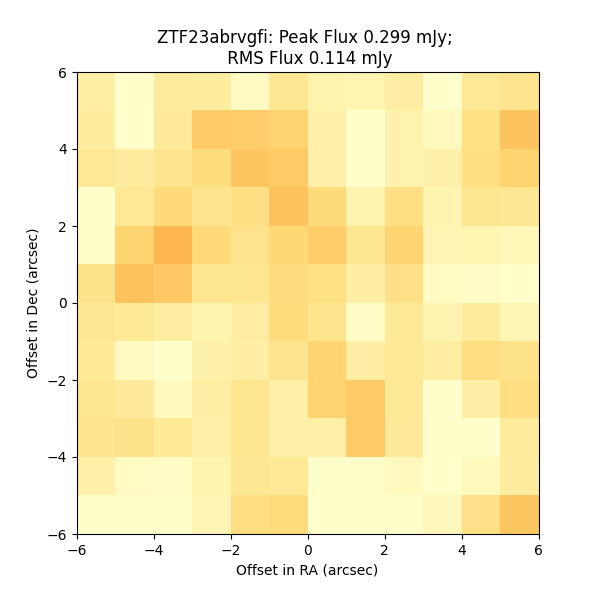 ZTF23abrvgfi: Peak Flux 0.299 mJy;
RMS Flux 0.114 mJy
6
4
2
0
−2
−4
−6
Offset in Dec (arcsec)
−6 −4 −2 0 2 4 6
Offset in RA (arcsec)